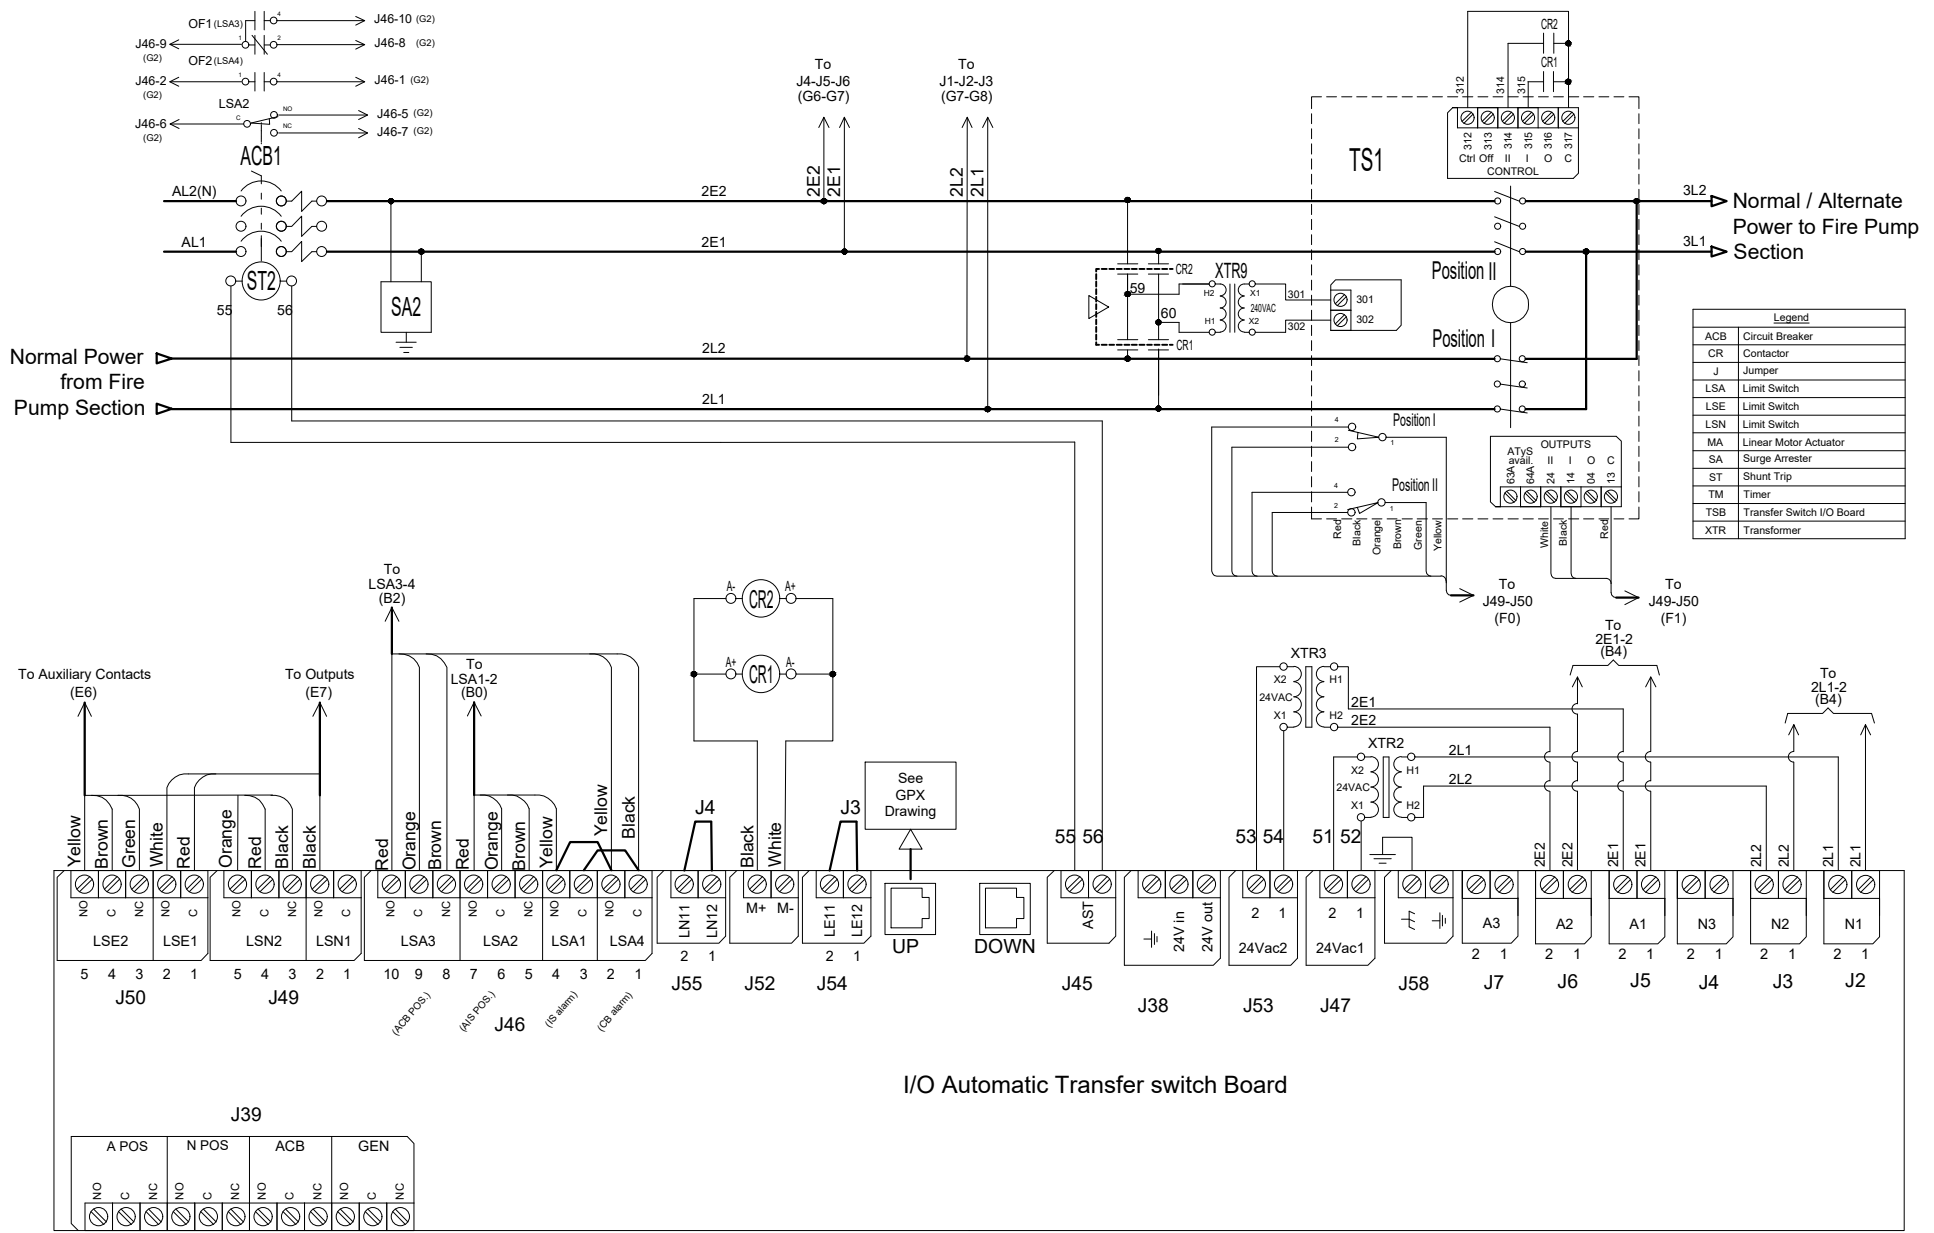 OF1 (LSA3)
4
J46-10 (G2)
J46-9
(G2)
1
2
J46-8 (G2)
OF2 (LSA4)
J46-2
(G2)
1
4
J46-1 (G2)
LSA2
J46-6
(G2)
C
NO
J46-5 (G2)
NC
J46-7 (G2)
ACB1
AL2(N)
AL1
ST2
55
56
2E2
2E1
SA2
To
J4-J5-J6
(G6-G7)
2E2
2E1
To
J1-J2-J3
(G7-G8)
2L2
2L1
Normal Power
from Fire
Pump Section
2L2
2L1
CR2
59
60
CR1
XTR9
H2
H1
X1
240VAC
X2
301
302
301
302
TS1
CR2
CR1
312
314
315
312
313
314
315
316
317
Ctrl
Off
II
I
O
C
CONTROL
Position II
Position I
3L2
3L1
Normal / Alternate
Power to Fire Pump
Section
Position I
4
2
1
Position II
4
2
1
Red
Black
Orange
Brown
Green
Yellow
OUTPUTS
ATyS
avail.
II
I
O
C
63A
64A
24
14
04
13
White
Black
Red
To
J49-J50
(F0)
To
J49-J50
(F1)
Legend
ACB Circuit Breaker
CR Contactor
J Jumper
LSA Limit Switch
LSE Limit Switch
LSN Limit Switch
MA Linear Motor Actuator
SA Surge Arrester
ST Shunt Trip
TM Timer
TSB Transfer Switch I/O Board
XTR Transformer
To Auxiliary Contacts
(E6)
To Outputs
(E7)
To
LSA3-4
(B2)
To
LSA1-2
(B0)
A-
CR2
A+
A+
CR1
A-
See
GPX
Drawing
XTR3
X2
24VAC
X1
H1
H2
2E1
2E2
XTR2
X2
24VAC
X1
H1
H2
2L1
2L2
To
2E1-2
(B4)
To
2L1-2
(B4)
Yellow
Brown
Green
White
Red
Orange
Red
Black
Black
Red
Orange
Brown
Red
Orange
Brown
Yellow
Yellow
Black
J4
Black
White
J3
55
56
53
54
51
52
2E2
2E2
2E1
2E1
2L2
2L2
2L1
2L1
NO
C
NC
LSE2
NO
C
LSE1
NO
C
NC
LSN2
NO
C
LSN1
NO
C
NC
LSA3
NO
C
NC
LSA2
NO
C
LSA1
NO
C
LSA4
LN11
LN12
M+
M-
LE11
LE12
UP
DOWN
AST
24V in
24V out
2
1
24Vac2
2
1
24Vac1
A3
A2
A1
N3
N2
N1
5
4
3
2
1
J50
5
4
3
2
1
J49
10
9
8
7
6
5
4
3
2
1
(ACB POS.)
(AIS POS.)
(IS alarm)
(CB alarm)
J46
2
1
J55
J52
2
1
J54
J45
J38
J53
J47
J58
2
1
J7
2
1
J6
2
1
J5
2
1
J4
2
1
J3
2
1
J2
I/O Automatic Transfer switch Board
J39
A POS
N POS
ACB
GEN
NO
C
NC
NO
C
NC
NO
C
NC
NO
C
NC